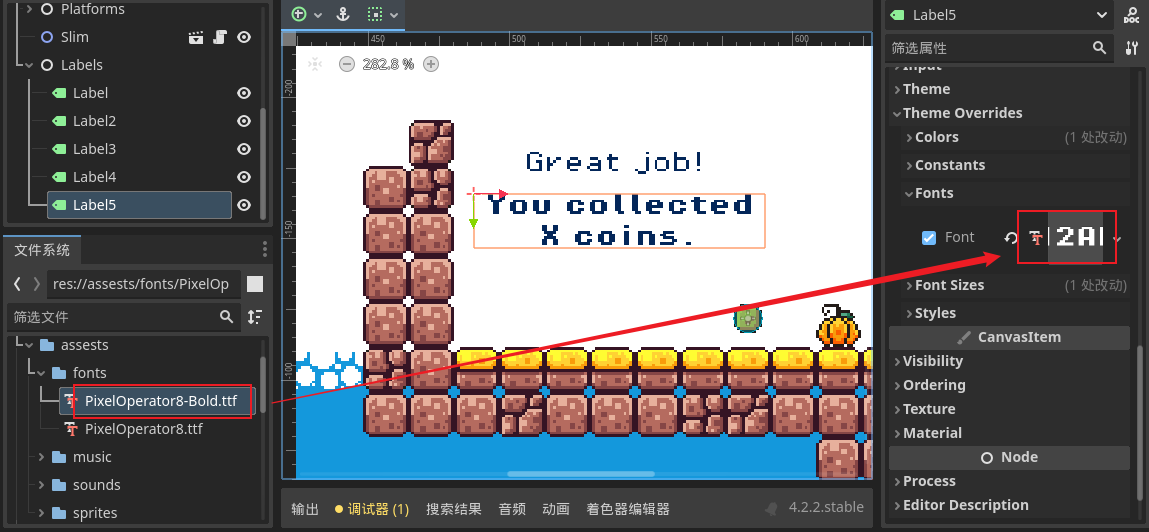 Platforms
Slim
Labels
Label
Label2
Label3
Label4
Label5
文件系统
res://assests/fonts/PixelOp
筛选文件
assests
fonts
PixelOperator8-Bold.ttf
PixelOperator8.ttf
music
sounds
sprites
450
500
550
600
-200
-150
-100
282.8 %
Great job!
You collected
X coins.
输出
调试器 (1)
搜索结果
音频
动画
着色器编辑器
4.2.2.stable
Label5
DOC
筛选属性
Input
Theme
Theme Overrides
Colors
(1 处改动)
Constants
Fonts
Font
2A
Font Sizes
(1 处改动)
Styles
CanvasItem
Visibility
Ordering
Texture
Material
Node
Process
Editor Description